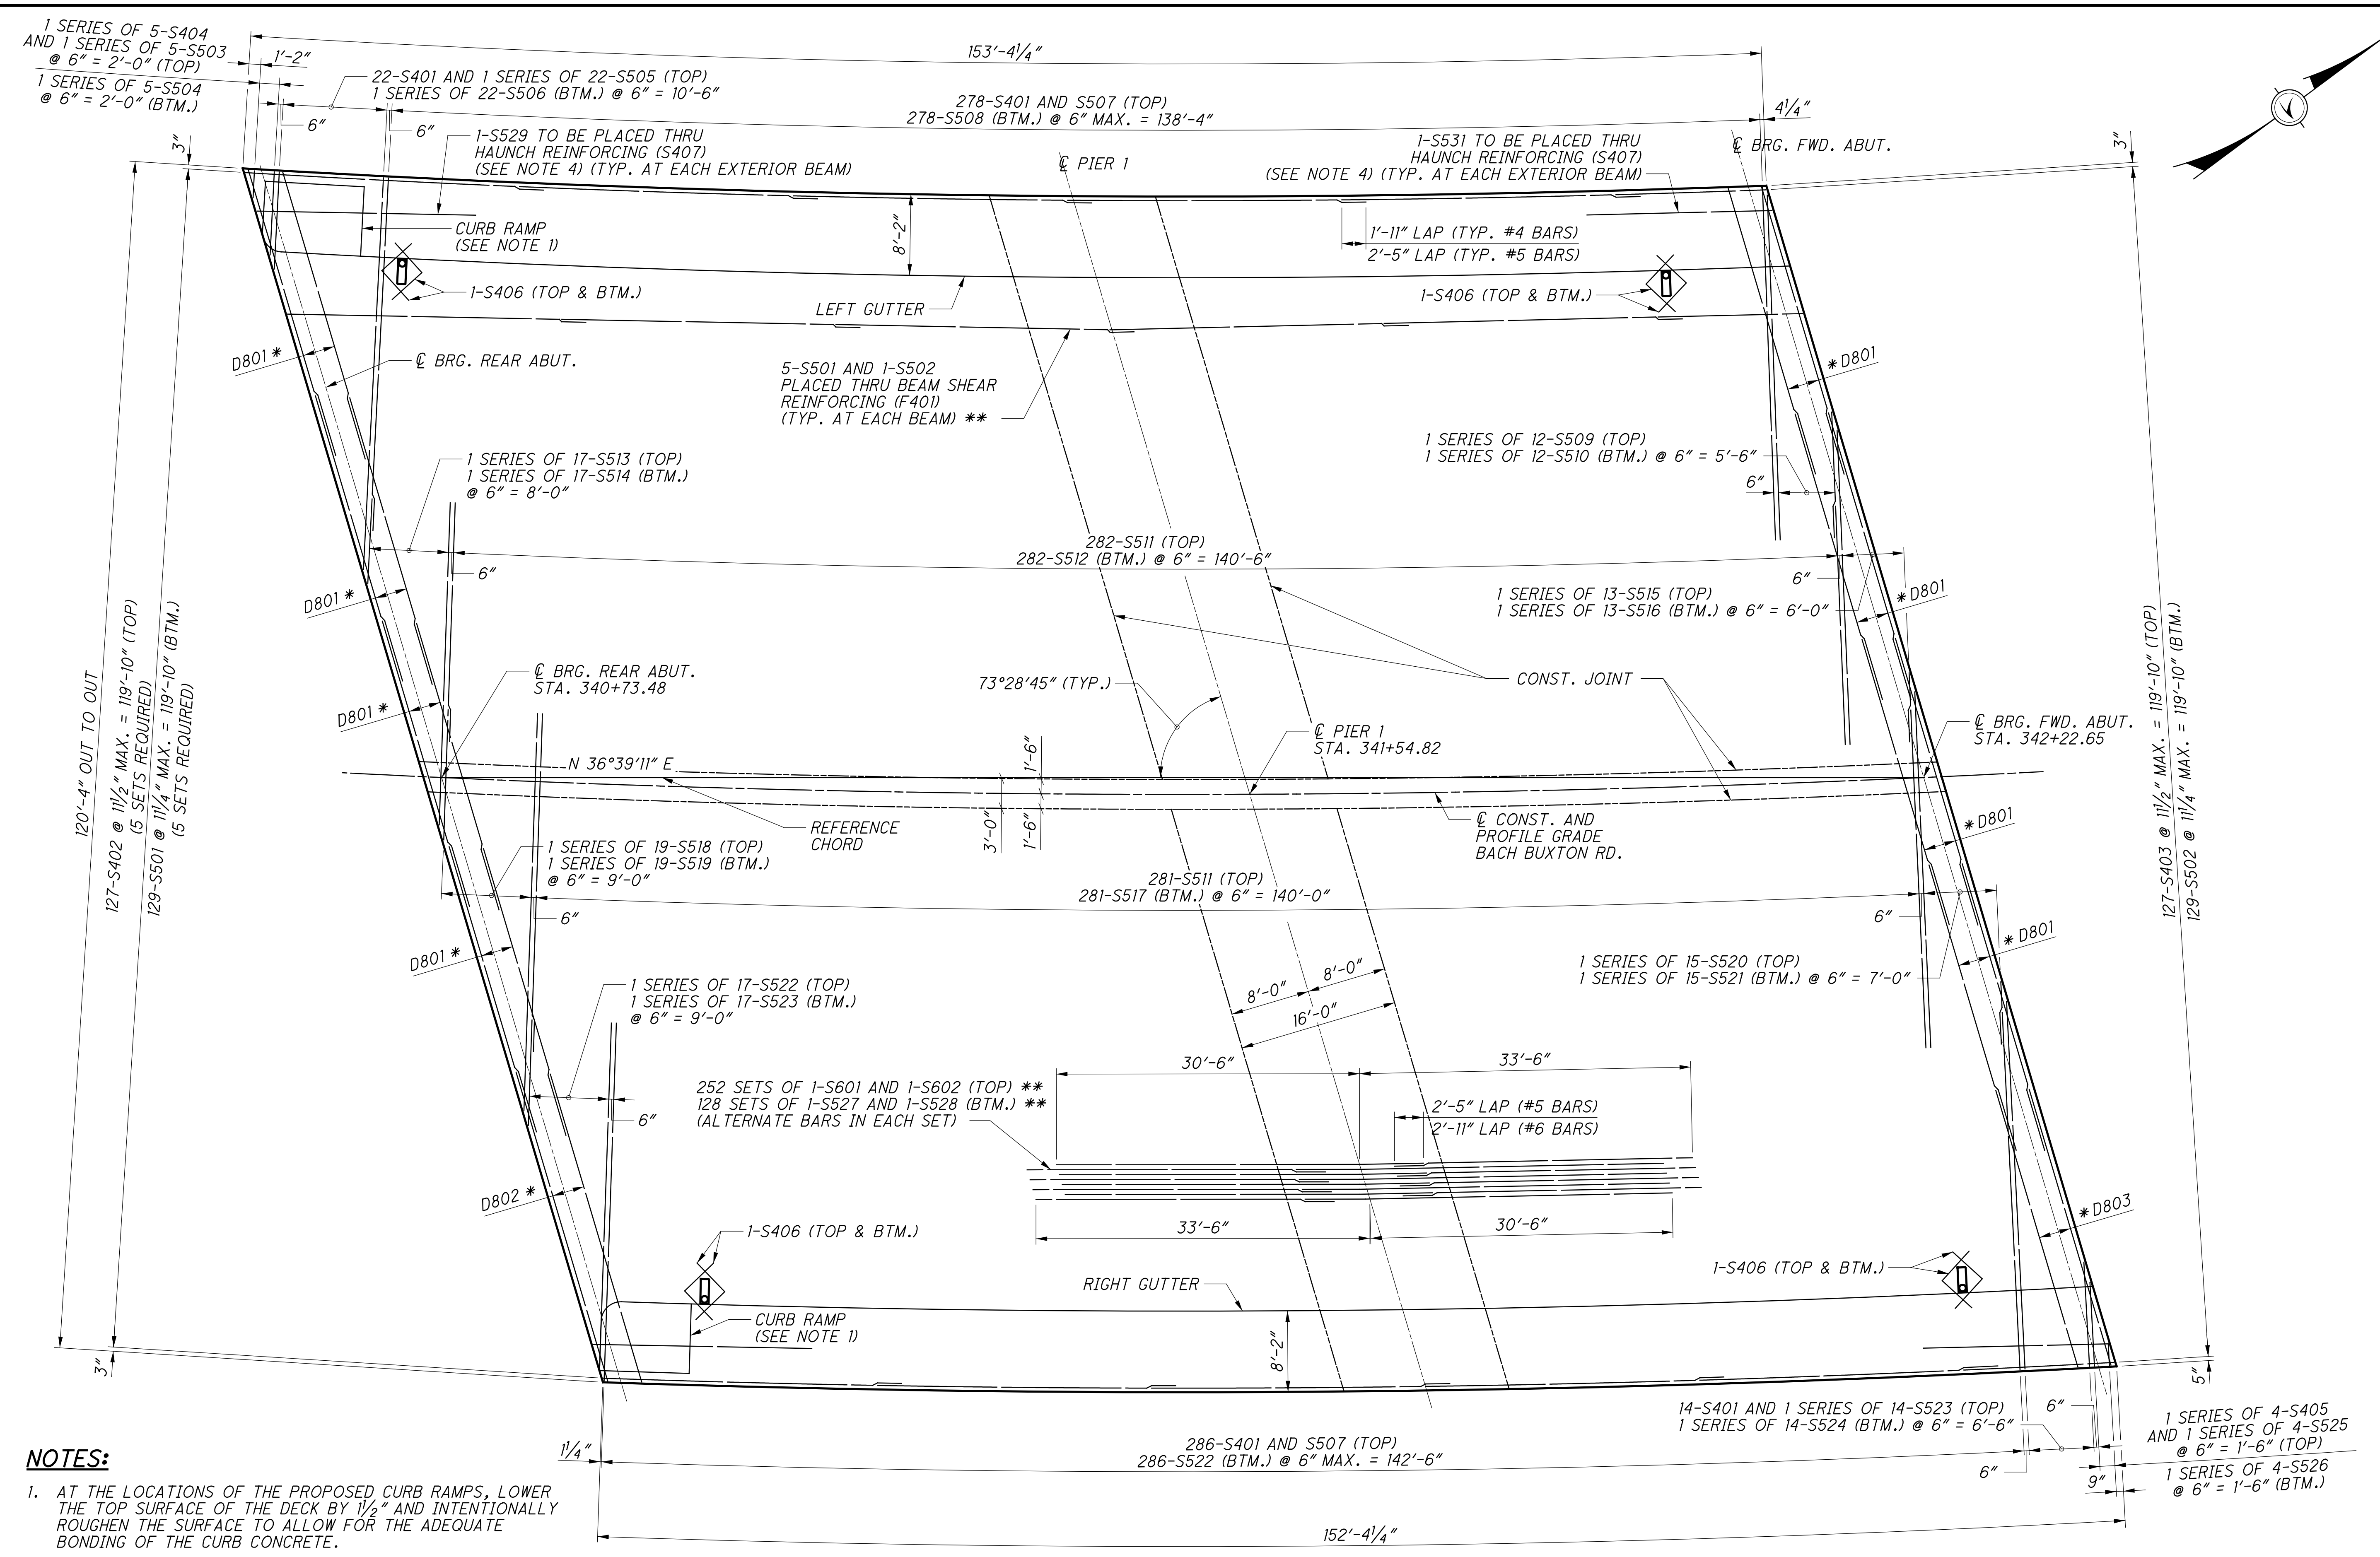 1 SERIES OF 5-S404
AND 1 SERIES OF 5-S503
@ 6" = 2'-0" (TOP)
1 SERIES OF 5-S504
@ 6" = 2'-0" (BTM.)
1'-2"
153'-4¼"
22-S401 AND 1 SERIES OF 22-S505 (TOP)
1 SERIES OF 22-S506 (BTM.) @ 6" = 10'-6"
278-S401 AND S507 (TOP)
278-S508 (BTM.) @ 6" MAX. = 138'-4"
4¼"
6"
6"
3"
3"
1-S529 TO BE PLACED THRU
HAUNCH REINFORCING (S407)
(SEE NOTE 4) (TYP. AT EACH EXTERIOR BEAM)
℄ PIER 1
1-S531 TO BE PLACED THRU
HAUNCH REINFORCING (S407)
(SEE NOTE 4) (TYP. AT EACH EXTERIOR BEAM)
℄ BRG. FWD. ABUT.
CURB RAMP
(SEE NOTE 1)
8'-2"
1'-11" LAP (TYP. #4 BARS)
2'-5" LAP (TYP. #5 BARS)
1-S406 (TOP & BTM.)
LEFT GUTTER
1-S406 (TOP & BTM.)
D801 *
℄ BRG. REAR ABUT.
5-S501 AND 1-S502
PLACED THRU BEAM SHEAR
REINFORCING (F401)
(TYP. AT EACH BEAM) **
* D801
1 SERIES OF 17-S513 (TOP)
1 SERIES OF 17-S514 (BTM.)
@ 6" = 8'-0"
1 SERIES OF 12-S509 (TOP)
1 SERIES OF 12-S510 (BTM.) @ 6" = 5'-6"
6"
282-S511 (TOP)
282-S512 (BTM.) @ 6" = 140'-6"
6"
6"
D801 *
1 SERIES OF 13-S515 (TOP)
1 SERIES OF 13-S516 (BTM.) @ 6" = 6'-0"
* D801
120'-4" OUT TO OUT
127-S402 @ 11½" MAX. = 119'-10" (TOP)
(5 SETS REQUIRED)
129-S501 @ 11¼" MAX. = 119'-10" (BTM.)
(5 SETS REQUIRED)
127-S403 @ 11½" MAX. = 119'-10" (TOP)
129-S502 @ 11¼" MAX. = 119'-10" (BTM.)
℄ BRG. REAR ABUT.
STA. 340+73.48
73°28'45" (TYP.)
CONST. JOINT
D801 *
℄ PIER 1
STA. 341+54.82
℄ BRG. FWD. ABUT.
STA. 342+22.65
N 36°39'11" E
1'-6"
3'-0"
1'-6"
REFERENCE
CHORD
℄ CONST. AND
PROFILE GRADE
BACH BUXTON RD.
* D801
1 SERIES OF 19-S518 (TOP)
1 SERIES OF 19-S519 (BTM.)
@ 6" = 9'-0"
281-S511 (TOP)
281-S517 (BTM.) @ 6" = 140'-0"
6"
6"
D801 *
* D801
1 SERIES OF 17-S522 (TOP)
1 SERIES OF 17-S523 (BTM.)
@ 6" = 9'-0"
8'-0"
8'-0"
16'-0"
1 SERIES OF 15-S520 (TOP)
1 SERIES OF 15-S521 (BTM.) @ 6" = 7'-0"
30'-6"
33'-6"
252 SETS OF 1-S601 AND 1-S602 (TOP) **
128 SETS OF 1-S527 AND 1-S528 (BTM.) **
(ALTERNATE BARS IN EACH SET)
6"
2'-5" LAP (#5 BARS)
2'-11" LAP (#6 BARS)
D802 *
* D803
1-S406 (TOP & BTM.)
33'-6"
30'-6"
RIGHT GUTTER
1-S406 (TOP & BTM.)
CURB RAMP
(SEE NOTE 1)
3"
8'-2"
5"
14-S401 AND 1 SERIES OF 14-S523 (TOP)
1 SERIES OF 14-S524 (BTM.) @ 6" = 6'-6"
6"
1 SERIES OF 4-S405
AND 1 SERIES OF 4-S525
@ 6" = 1'-6" (TOP)
1 SERIES OF 4-S526
@ 6" = 1'-6" (BTM.)
1¼"
286-S401 AND S507 (TOP)
286-S522 (BTM.) @ 6" MAX. = 142'-6"
6"
9"
152'-4¼"
NOTES:
1. AT THE LOCATIONS OF THE PROPOSED CURB RAMPS, LOWER
THE TOP SURFACE OF THE DECK BY 1½" AND INTENTIONALLY
ROUGHEN THE SURFACE TO ALLOW FOR THE ADEQUATE
BONDING OF THE CURB CONCRETE.